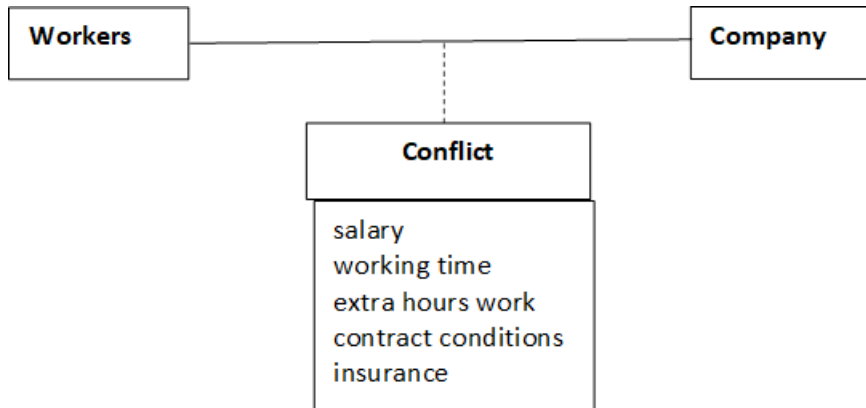 Workers
Company
Conflict
salary
working time
extra hours work
contract conditions
insurance